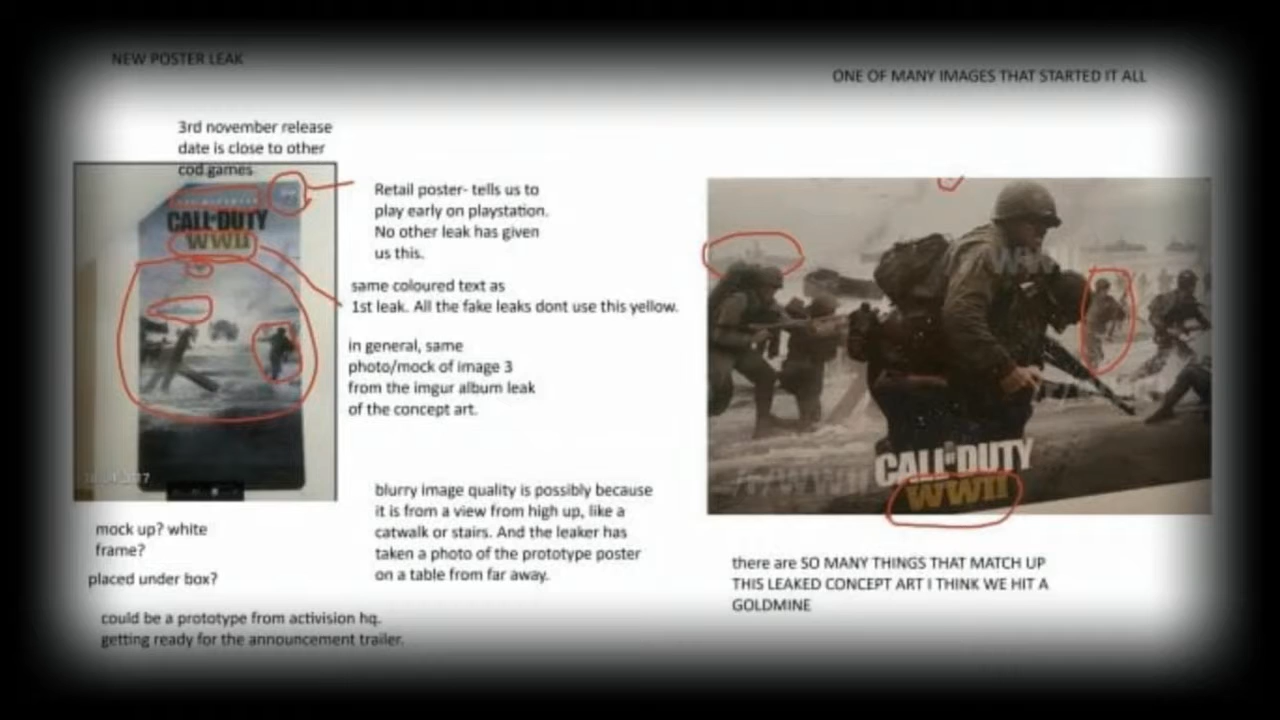 NEW POSTER LEAK
ONE OF MANY IMAGES THAT STARTED IT ALL
3rd november release
date is close to other
cod games
CALL OF DUTY
WWII
Retail poster- tells us to
play early on playstation.
No other leak has given
us this.
same coloured text as
1st leak. All the fake leaks dont use this yellow.
in general, same
photo/mock of image 3
from the imgur album leak
of the concept art.
blurry image quality is possibly because
it is from a view from high up, like a
catwalk or stairs. And the leaker has
taken a photo of the prototype poster
on a table from far away.
mock up? white
frame?
placed under box?
could be a prototype from activision hq.
getting ready for the announcement trailer.
CALL OF DUTY
WWII
there are SO MANY THINGS THAT MATCH UP
THIS LEAKED CONCEPT ART I THINK WE HIT A
GOLDMINE